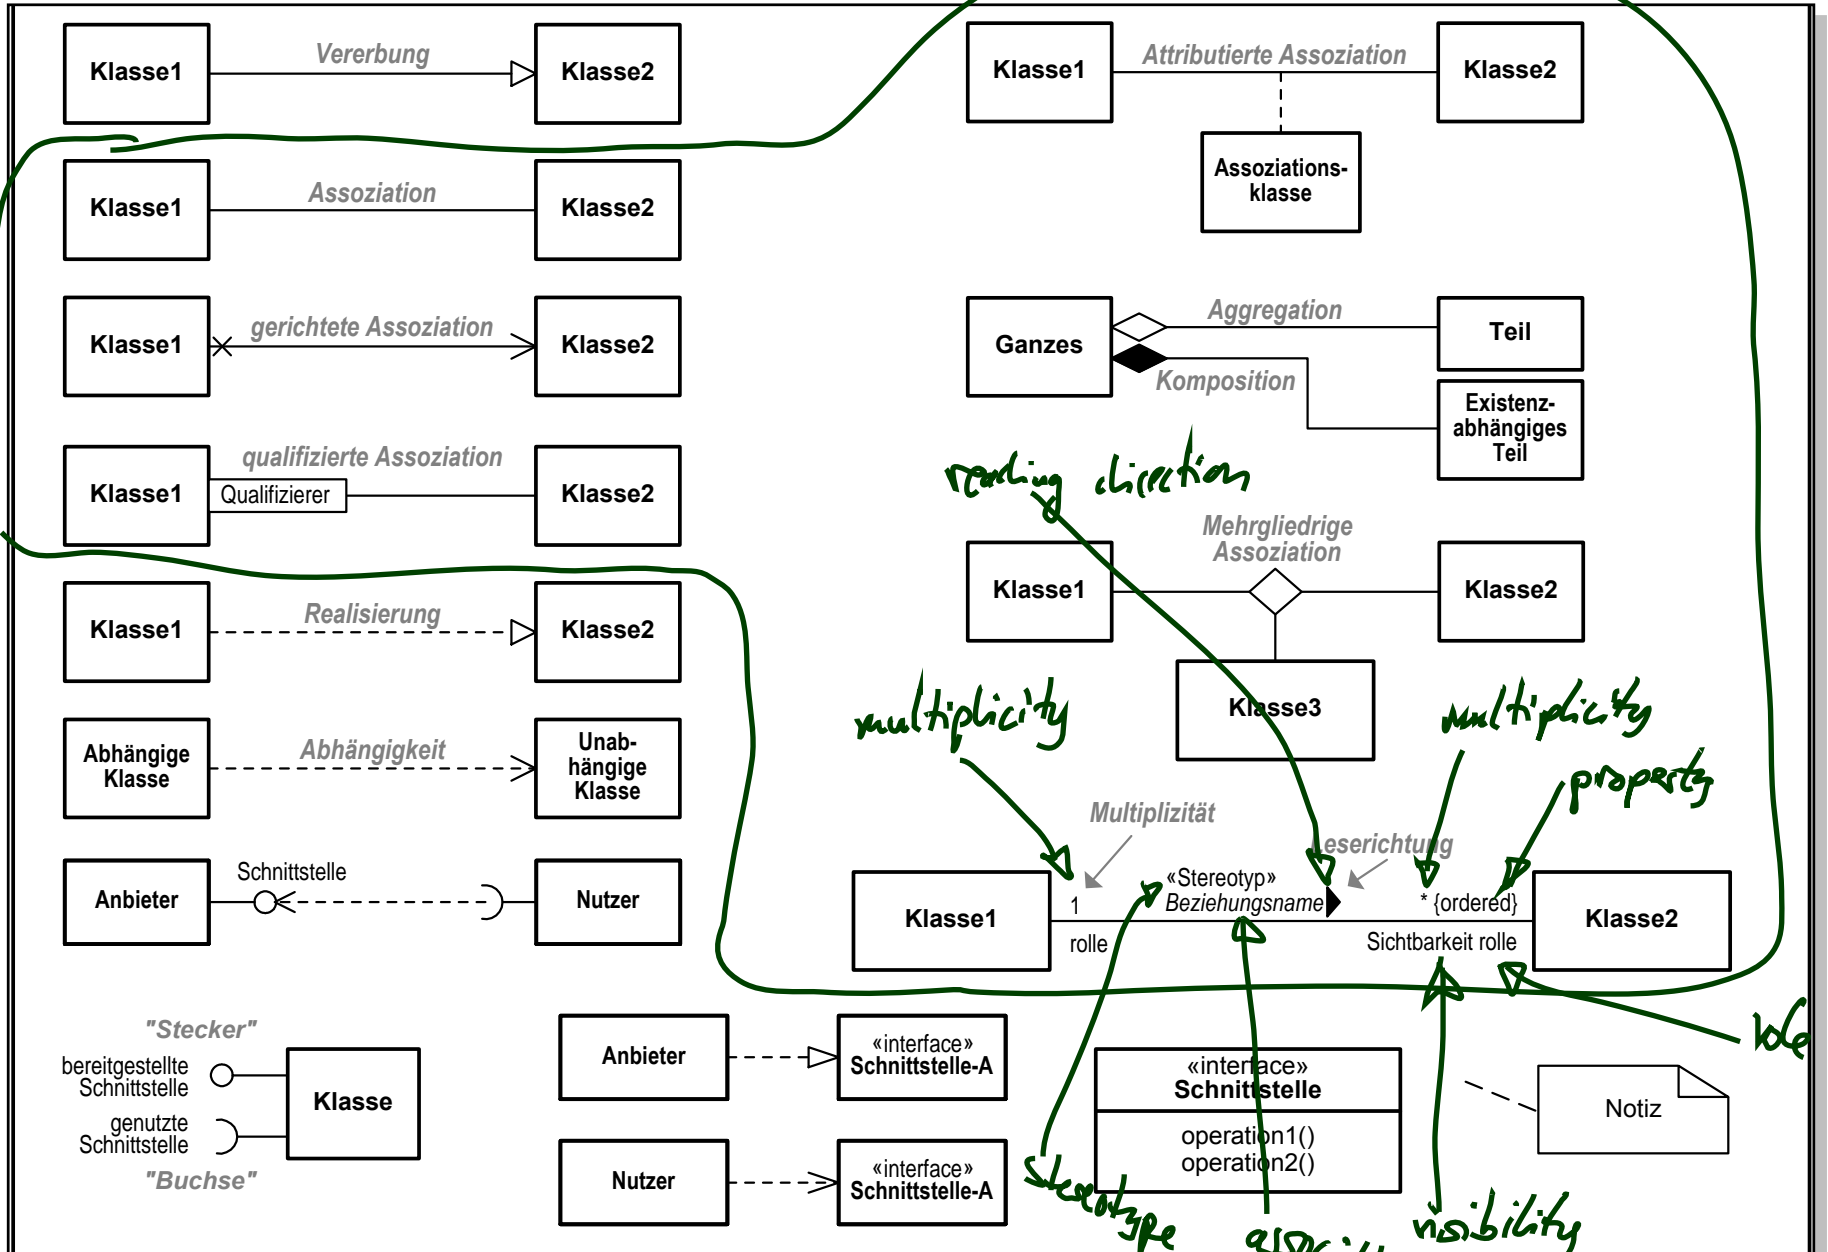 Klasse1
Vererbung
Klasse2
Klasse1
Attributierte Assoziation
Klasse2
Assoziations-
klasse
Klasse1
Assoziation
Klasse2
Klasse1
gerichtete Assoziation
Klasse2
Ganzes
Aggregation
Teil
Komposition
Existenz-
abhängiges
Teil
Klasse1
qualifizierte Assoziation
Qualifizierer
Klasse2
reading direction
Mehrgliedrige
Assoziation
Klasse1
Klasse2
Klasse3
Klasse1
Realisierung
Klasse2
multiplicity
multiplicity
property
Abhängige
Klasse
Abhängigkeit
Unab-
hängige
Klasse
Multiplizität
Leserichtung
Anbieter
Schnittstelle
Nutzer
Klasse1
1
rolle
«Stereotyp»
Beziehungsname
* {ordered}
Sichtbarkeit rolle
Klasse2
role
"Stecker"
bereitgestellte
Schnittstelle
genutzte
Schnittstelle
"Buchse"
Klasse
Anbieter
«interface»
Schnittstelle-A
Nutzer
«interface»
Schnittstelle-A
«interface»
Schnittstelle
operation1()
operation2()
Notiz
stereotype
visibility